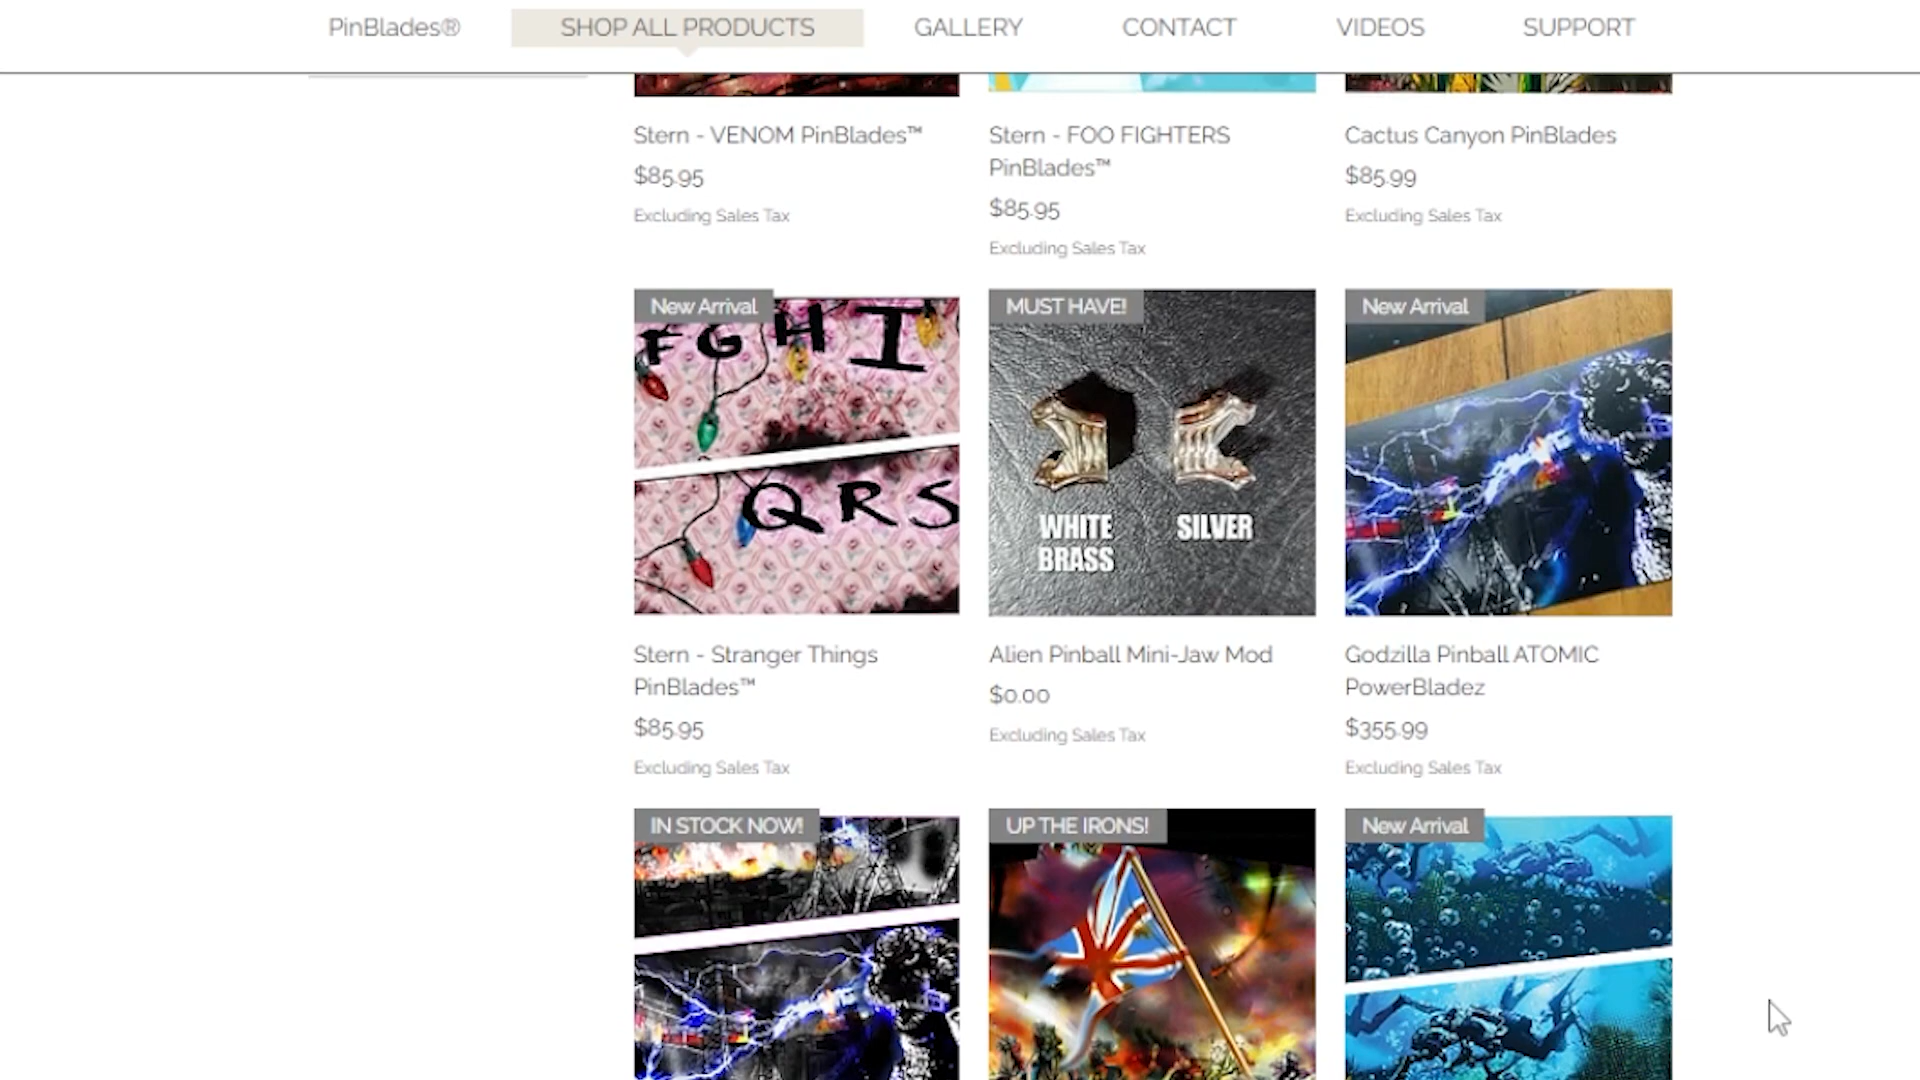 PinBlades®
SHOP ALL PRODUCTS
GALLERY
CONTACT
VIDEOS
SUPPORT
Stern - VENOM PinBlades™
$85.95
Excluding Sales Tax
Stern - FOO FIGHTERS
PinBlades™
$85.95
Excluding Sales Tax
Cactus Canyon PinBlades
$85.99
Excluding Sales Tax
New Arrival
F G H I
Q R S
Stern - Stranger Things
PinBlades™
$85.95
Excluding Sales Tax
MUST HAVE!
WHITE
BRASS
SILVER
Alien Pinball Mini-Jaw Mod
$0.00
Excluding Sales Tax
New Arrival
Godzilla Pinball ATOMIC
PowerBladez
$355.99
Excluding Sales Tax
IN STOCK NOW!
UP THE IRONS!
New Arrival